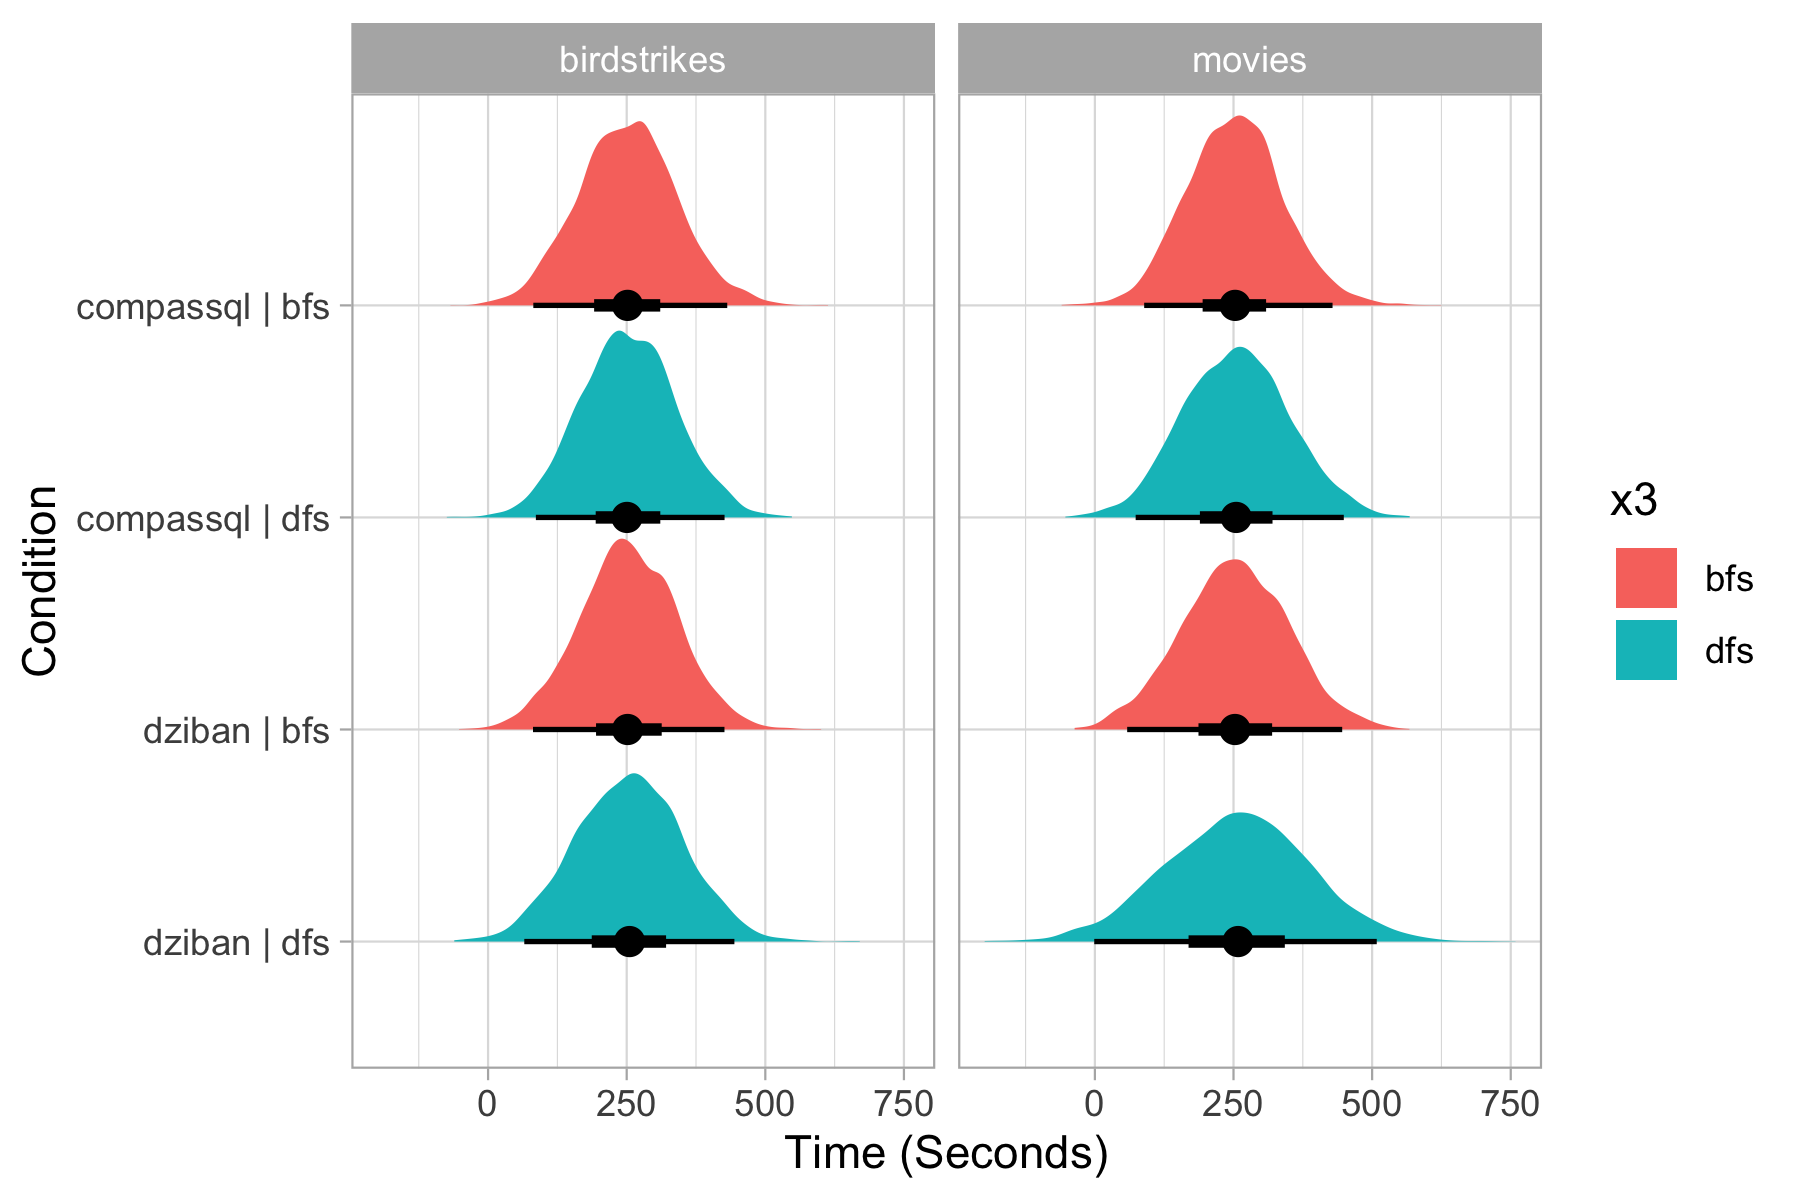 birdstrikes
movies
Condition
compassql | bfs
compassql | dfs
dziban | bfs
dziban | dfs
0 250 500 750
0 250 500 750
Time (Seconds)
x3
bfs
dfs